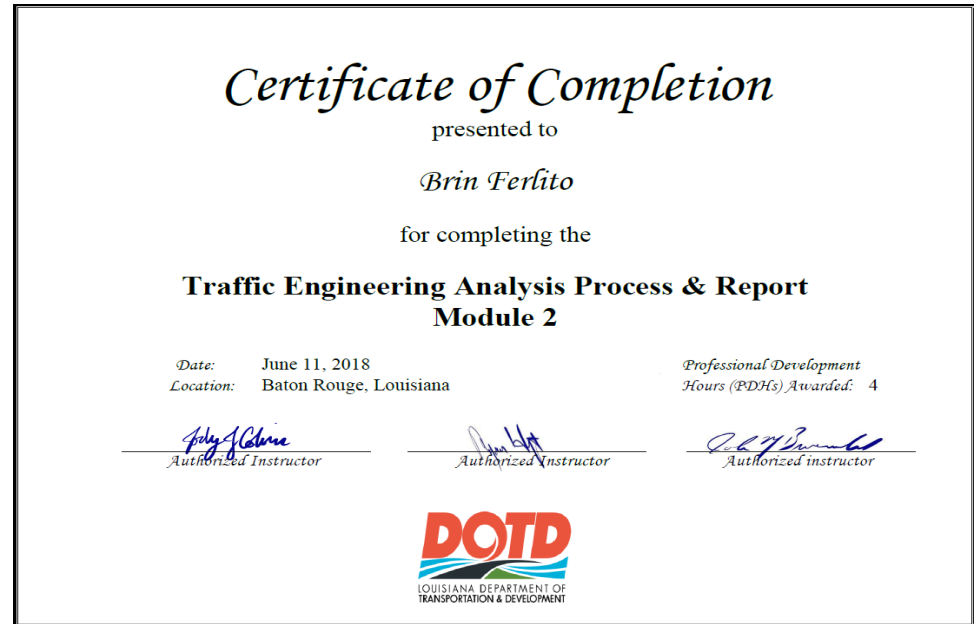 Certificate of Completion
presented to
Brin Ferlito
for completing the
Traffic Engineering Analysis Process & Report
Module 2
Date: June 11, 2018
Location: Baton Rouge, Louisiana
Professional Development
Hours (PDHs) Awarded: 4
Authorized Instructor
Authorized Instructor
Authorized instructor
DOTD
LOUISIANA DEPARTMENT OF
TRANSPORTATION & DEVELOPMENT